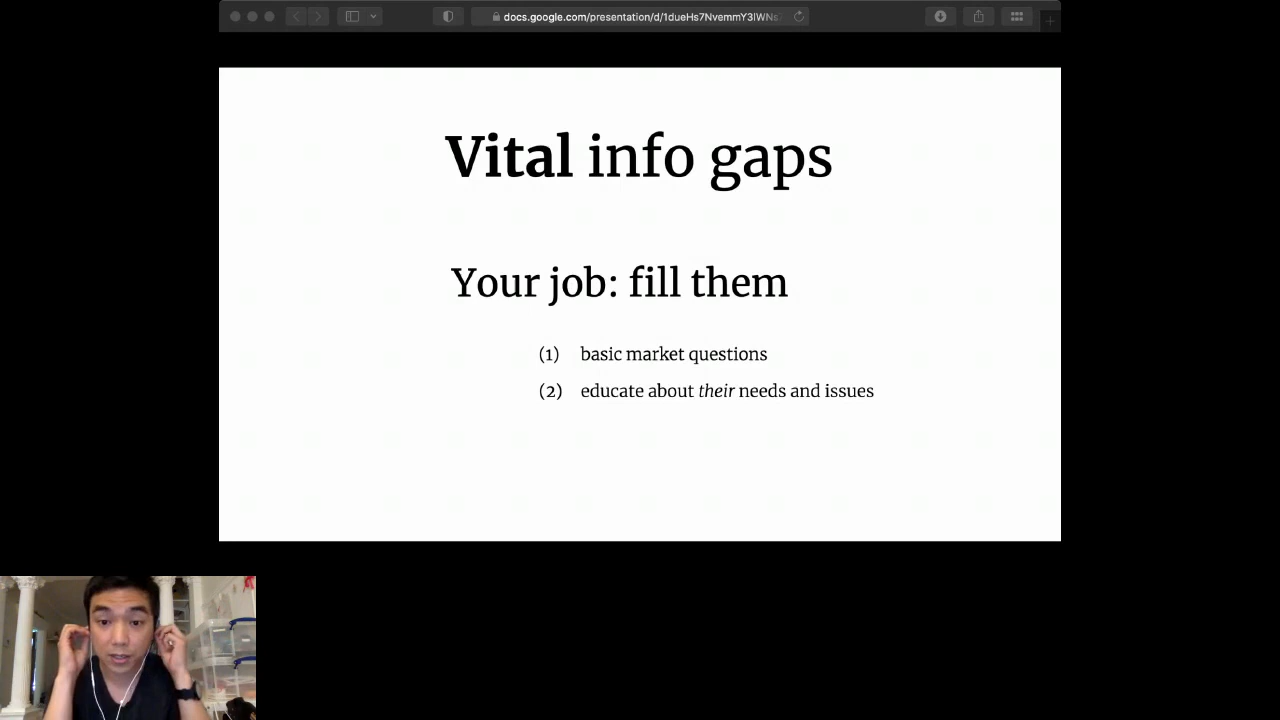 docs.google.com/presentation/d/1dueHs7NvemmY3IWNs
Vital info gaps
Your job: fill them
(1) basic market questions
(2) educate about their needs and issues